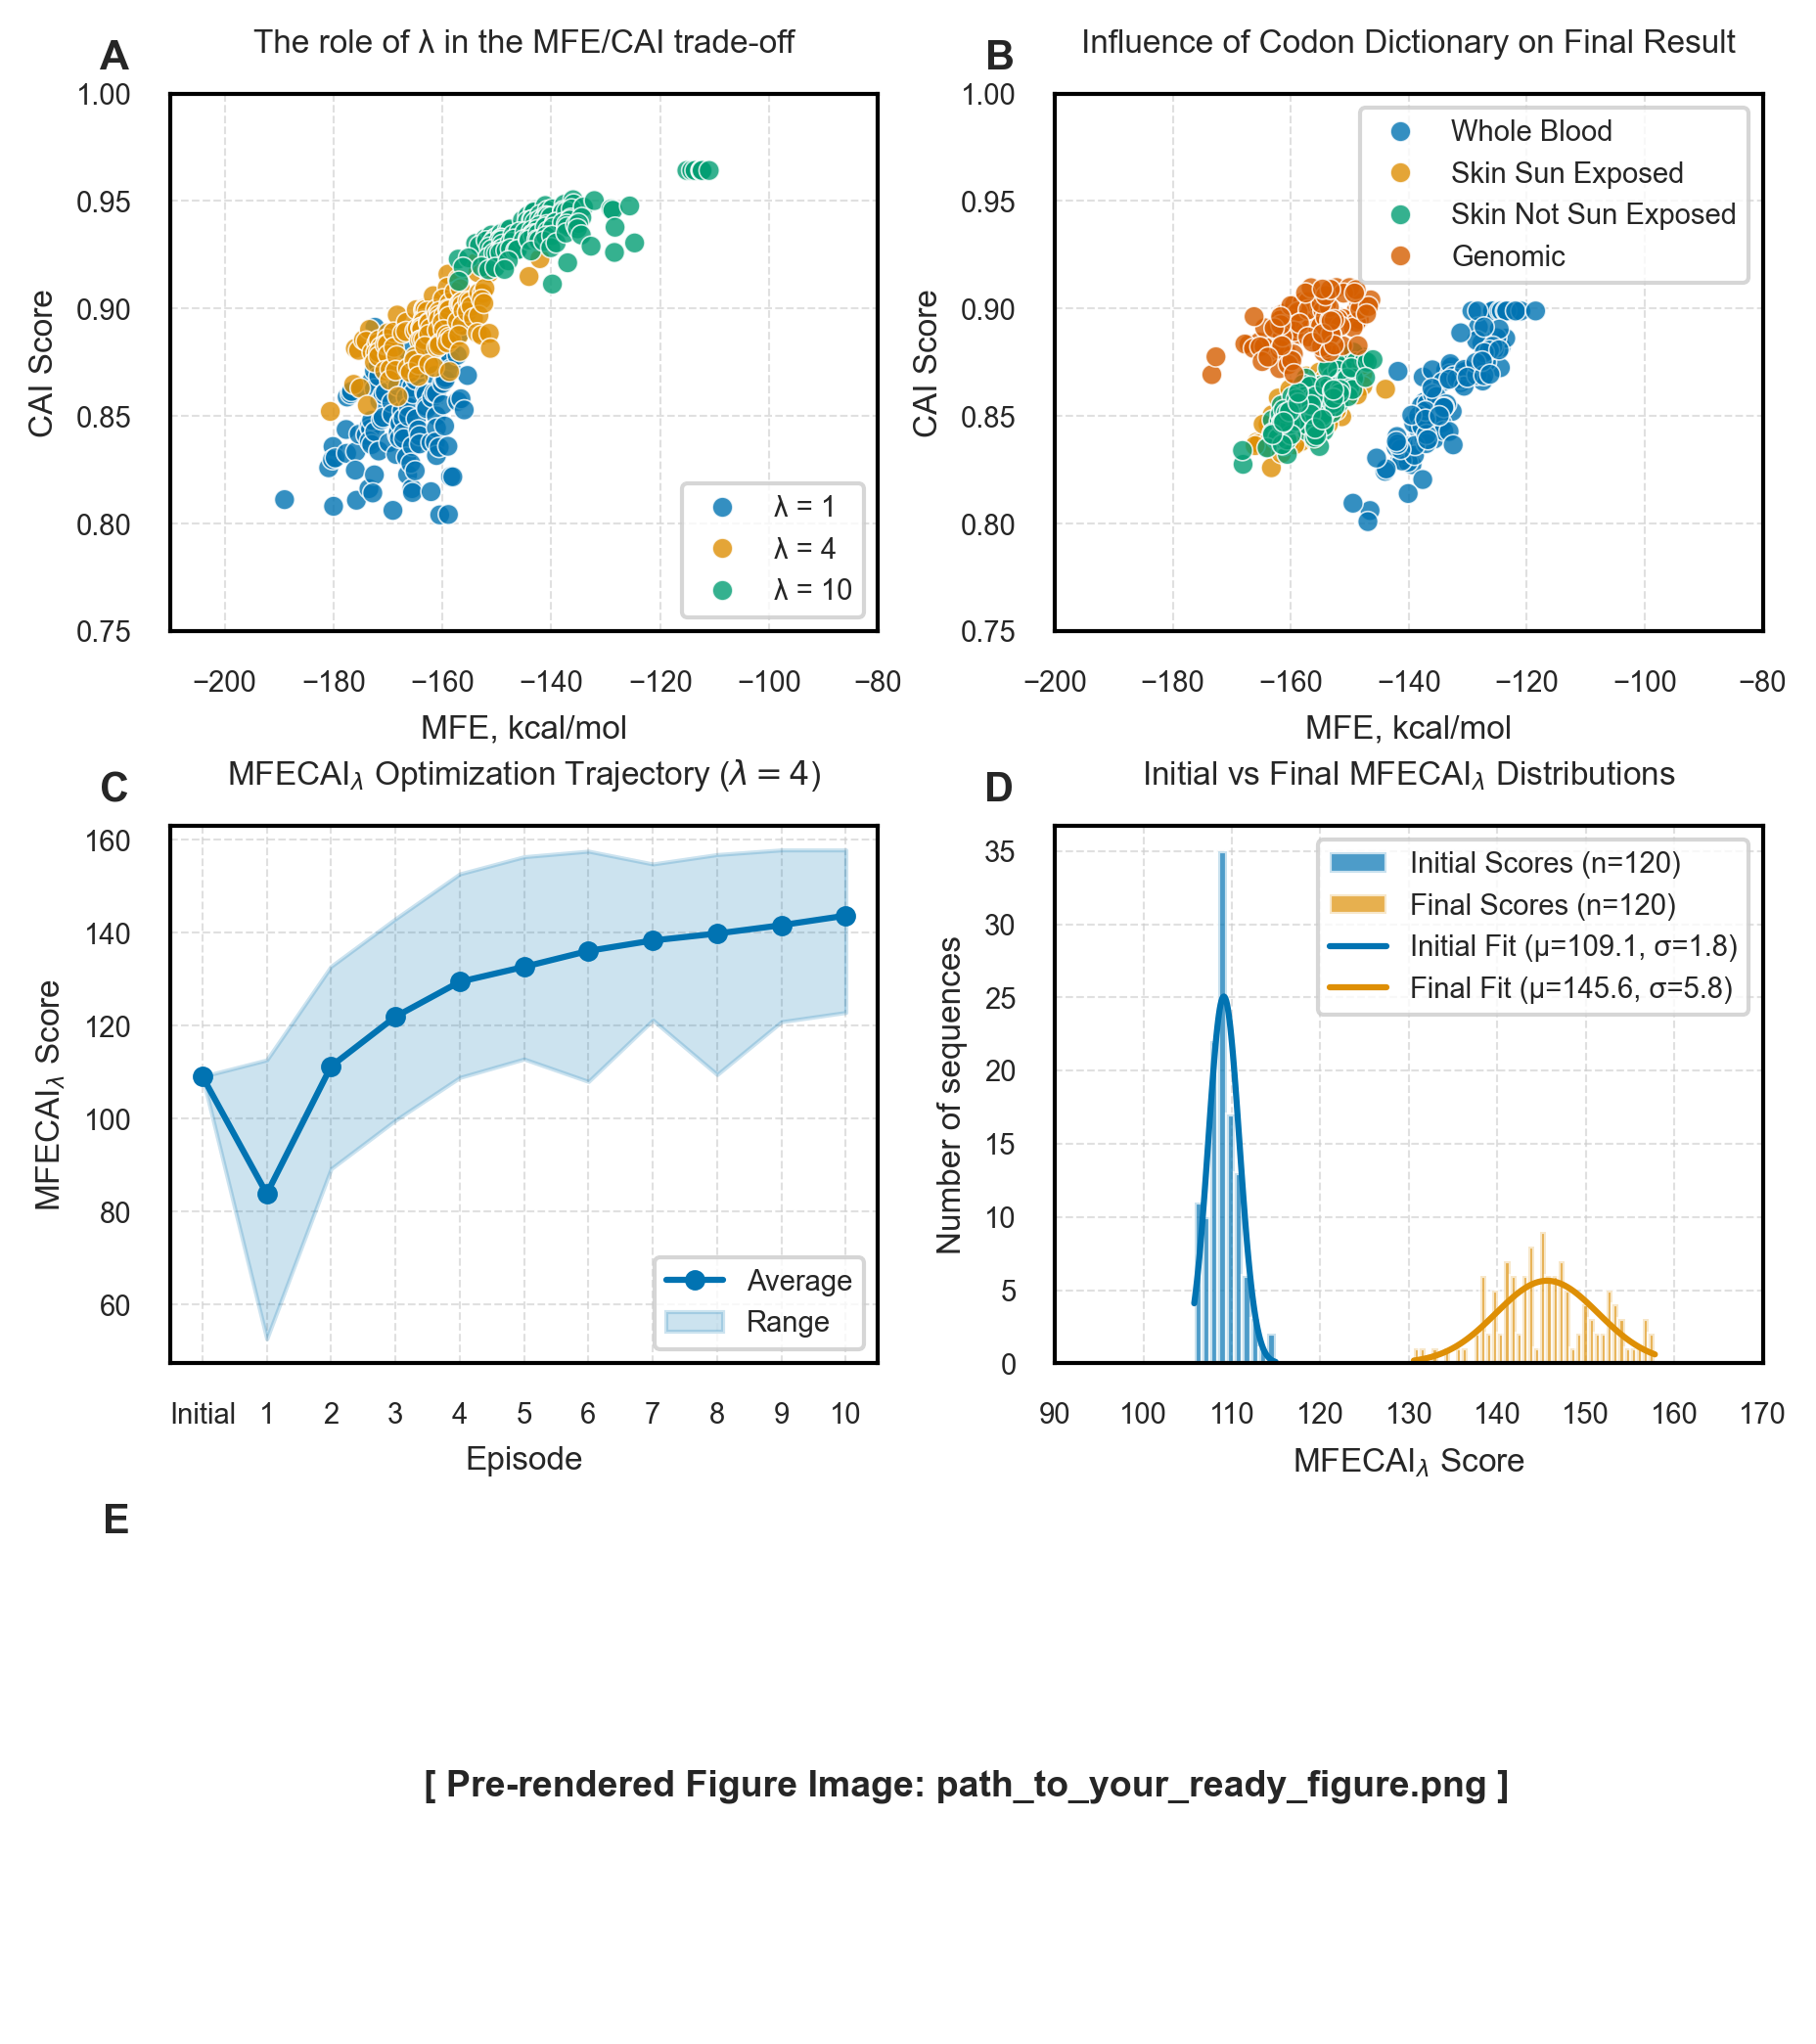 A
The role of λ in the MFE/CAI trade-off
1.00
0.95
0.90
0.85
0.80
0.75
CAI Score
λ = 1
λ = 4
λ = 10
−200 −180 −160 −140 −120 −100 −80
MFE, kcal/mol
B
Influence of Codon Dictionary on Final Result
1.00
0.95
0.90
0.85
0.80
0.75
CAI Score
Whole Blood
Skin Sun Exposed
Skin Not Sun Exposed
Genomic
−200 −180 −160 −140 −120 −100 −80
MFE, kcal/mol
C
MFECAIλ Optimization Trajectory (λ = 4)
160
140
120
100
80
60
MFECAIλ Score
Average
Range
Initial 1 2 3 4 5 6 7 8 9 10
Episode
D
Initial vs Final MFECAIλ Distributions
35
30
25
20
15
10
5
0
Number of sequences
Initial Scores (n=120)
Final Scores (n=120)
Initial Fit (μ=109.1, σ=1.8)
Final Fit (μ=145.6, σ=5.8)
90 100 110 120 130 140 150 160 170
MFECAIλ Score
E
[ Pre-rendered Figure Image: path_to_your_ready_figure.png ]